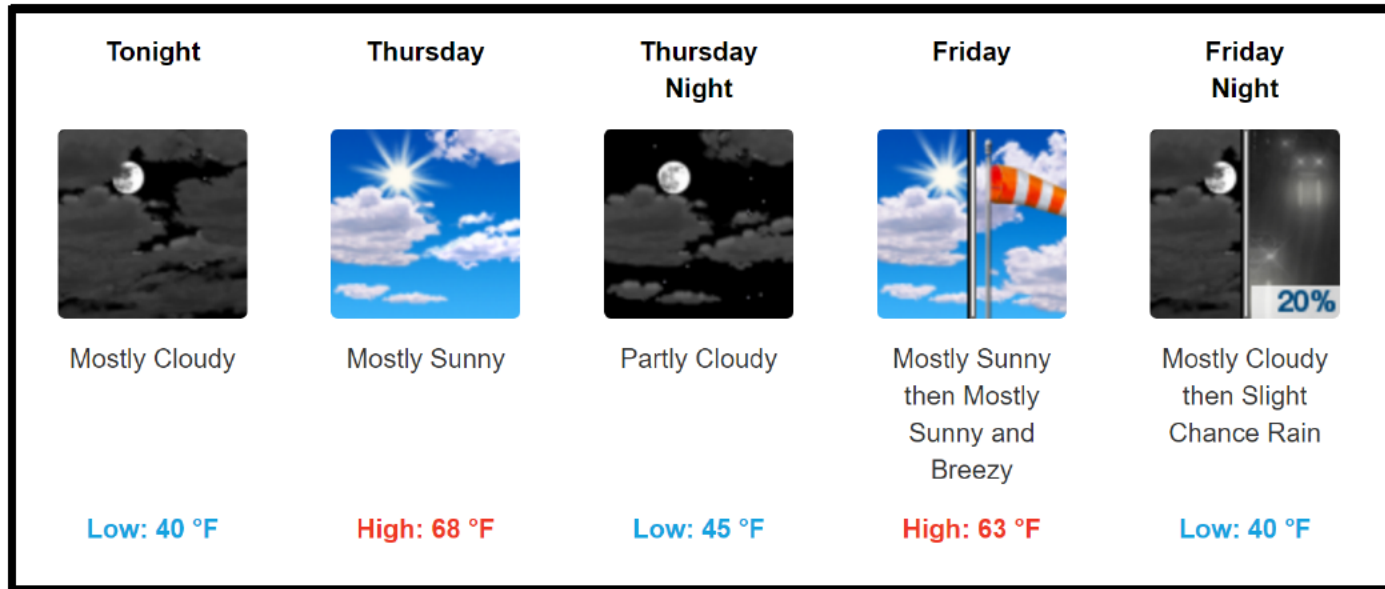 Tonight
Thursday
Thursday
Night
Friday
Friday
Night
20%
Mostly Cloudy
Mostly Sunny
Partly Cloudy
Mostly Sunny
then Mostly
Sunny and
Breezy
Mostly Cloudy
then Slight
Chance Rain
Low: 40 °F
High: 68 °F
Low: 45 °F
High: 63 °F
Low: 40 °F